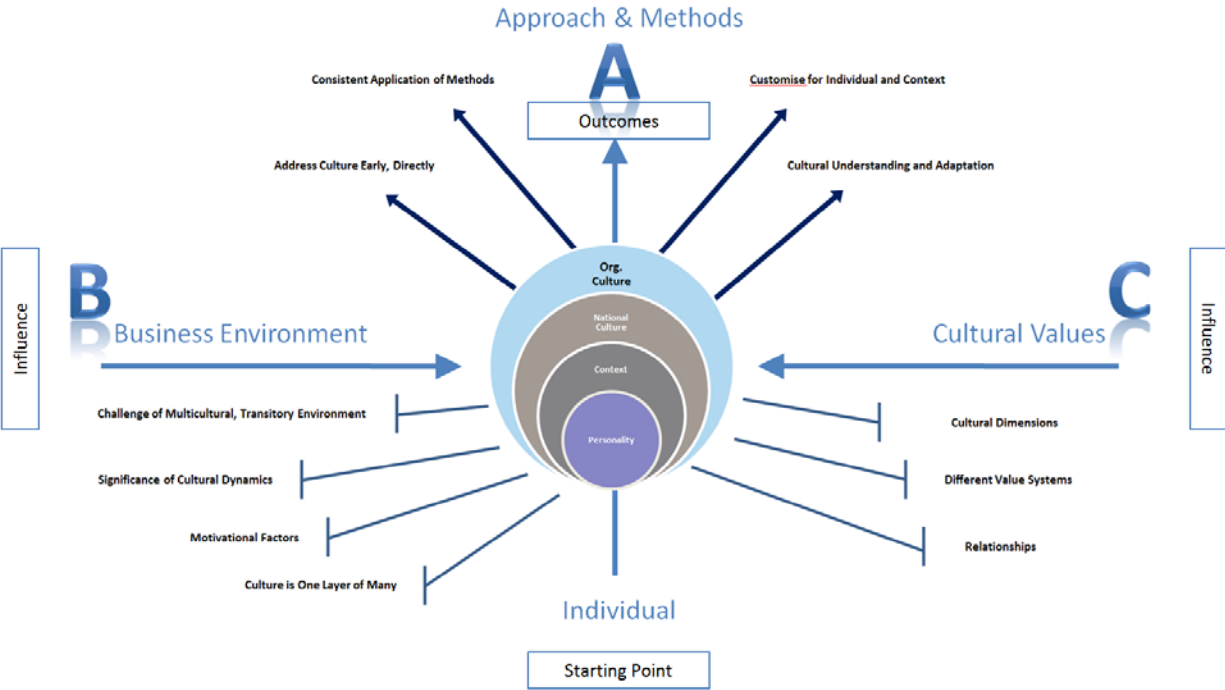 Approach & Methods
A
Consistent Application of Methods
Customise for Individual and Context
Outcomes
Address Culture Early, Directly
Cultural Understanding and Adaptation
Org.
Culture
B
C
Influence
Influence
Business Environment
Cultural Values
National
Culture
Context
Personality
Challenge of Multicultural, Transitory Environment
Significance of Cultural Dynamics
Motivational Factors
Culture is One Layer of Many
Cultural Dimensions
Different Value Systems
Relationships
Individual
Starting Point